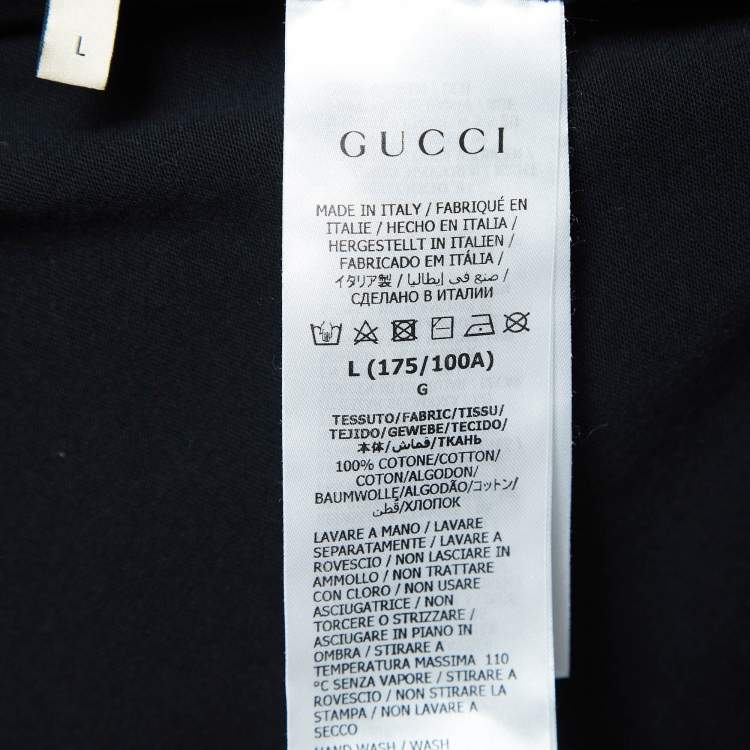 L
GUCCI
MADE IN ITALY / FABRIQUÉ EN
ITALIE / HECHO EN ITALIA /
HERGESTELLT IN ITALIEN /
FABRICADO EM ITÁLIA /
イタリア製 / صنع في إيطاليا /
СДЕЛАНО В ИТАЛИИ
L (175/100A)
G
TESSUTO/FABRIC/TISSU/
TEJIDO/GEWEBE/TECIDO/
本体/قماش/ТКАНЬ
100% COTONE/COTTON/
COTON/ALGODON/
BAUMWOLLE/ALGODÃO/コットン/
قطن/ХЛОПОК
LAVARE A MANO / LAVARE
SEPARATAMENTE / LAVARE A
ROVESCIO / NON LASCIARE IN
AMMOLLO / NON TRATTARE
CON CLORO / NON USARE
ASCIUGATRICE / NON
TORCERE O STRIZZARE /
ASCIUGARE IN PIANO IN
OMBRA / STIRARE A
TEMPERATURA MASSIMA 110
°C SENZA VAPORE / STIRARE A
ROVESCIO / NON STIRARE LA
STAMPA / NON LAVARE A
SECCO
HAND WASH / WASH